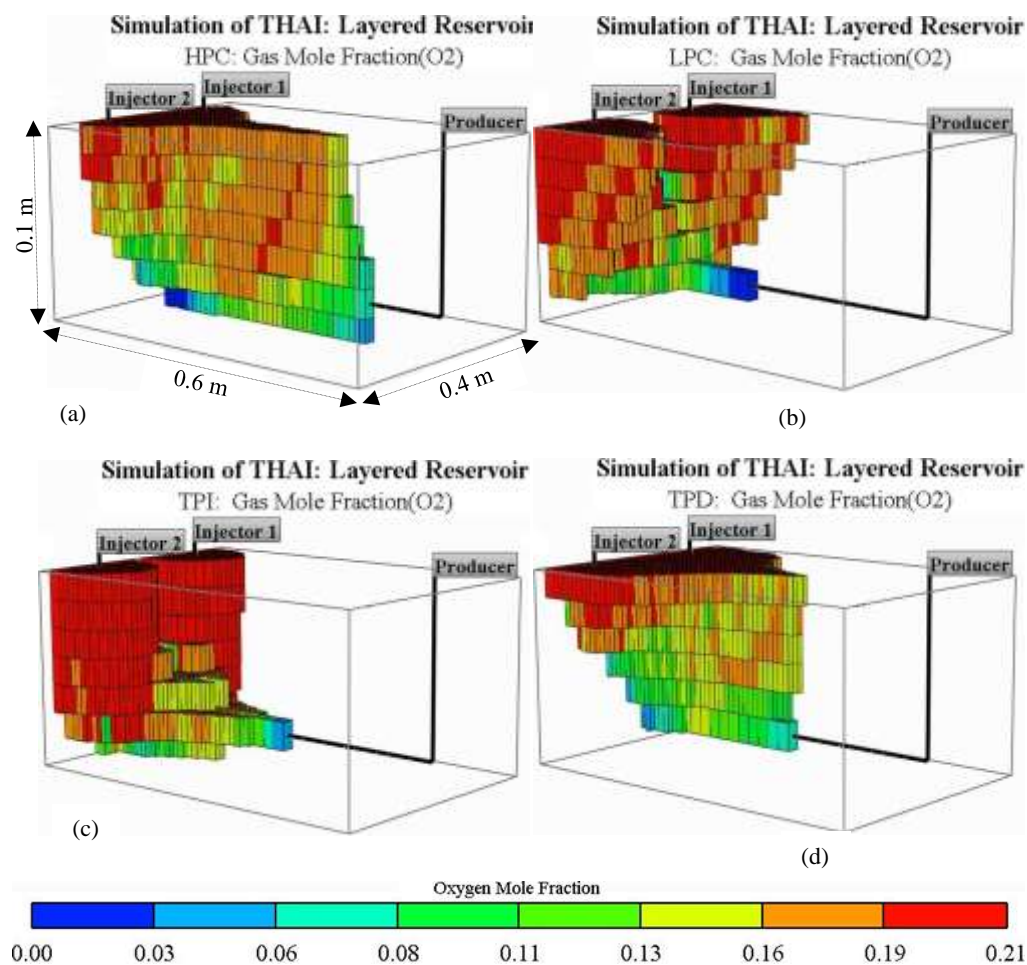 Simulation of THAI: Layered Reservoir
HPC: Gas Mole Fraction(O2)
Injector 1
Injector 2
Producer
0.1 m
0.6 m
0.4 m
(a)
Simulation of THAI: Layered Reservoir
LPC: Gas Mole Fraction(O2)
Injector 1
Injector 2
Producer
(b)
Simulation of THAI: Layered Reservoir
TPI: Gas Mole Fraction(O2)
Injector 1
Injector 2
Producer
(c)
Simulation of THAI: Layered Reservoir
TPD: Gas Mole Fraction(O2)
Injector 1
Injector 2
Producer
(d)
Oxygen Mole Fraction
0.00 0.03 0.06 0.08 0.11 0.13 0.16 0.19 0.21